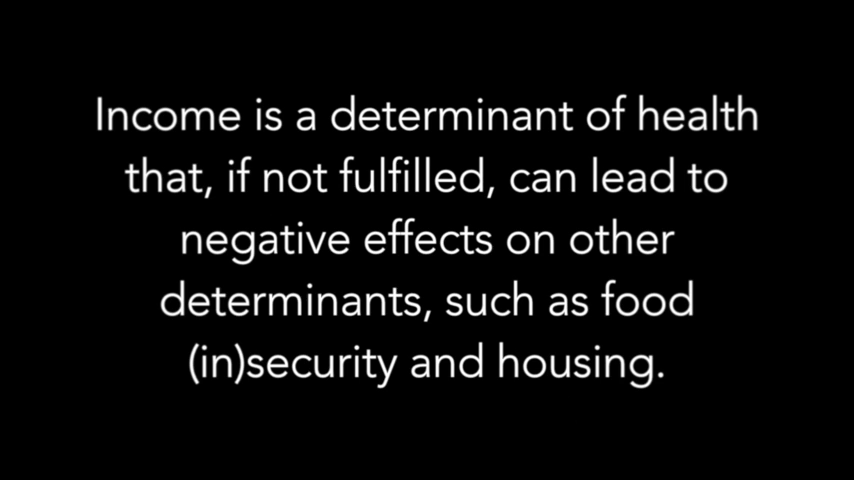 Income is a determinant of health
that, if not fulfilled, can lead to
negative effects on other
determinants, such as food
(in)security and housing.